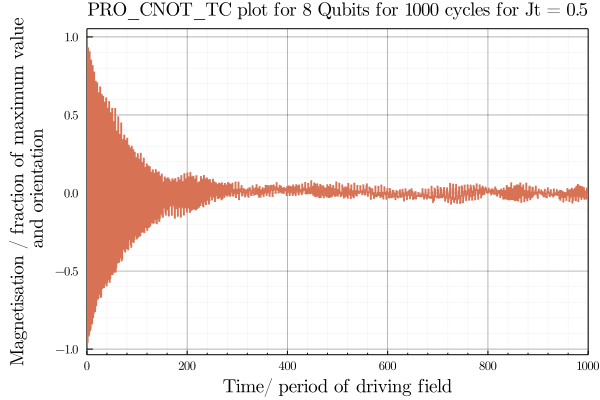 PRO_CNOT_TC plot for 8 Qubits for 1000 cycles for Jt = 0.5
Magnetisation / fraction of maximum value
and orientation
1.0
0.5
0.0
−0.5
−1.0
0 200 400 600 800 1000
Time/ period of driving field